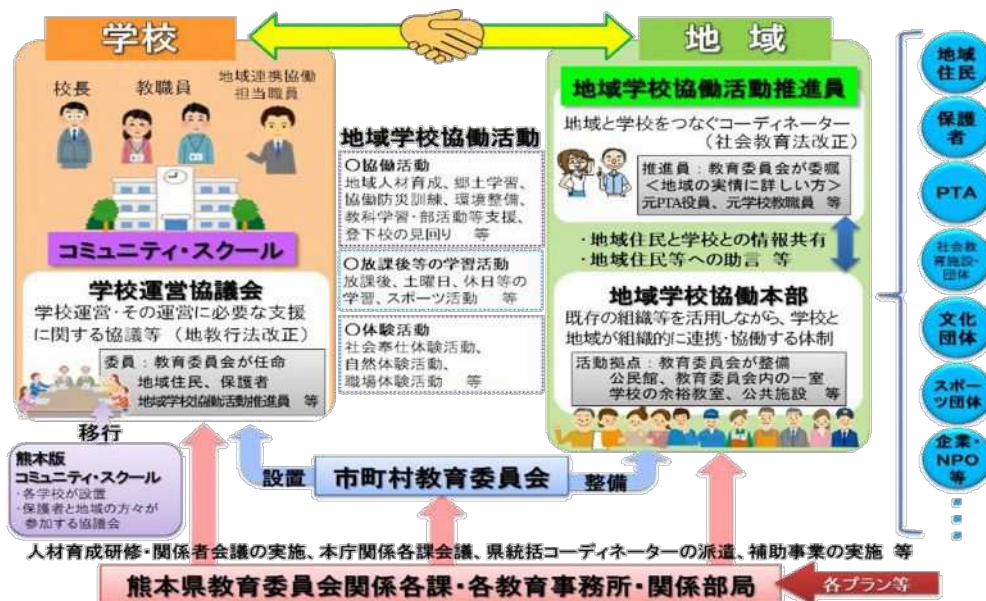 学校
校長
教職員
地域連携協働
担当職員
コミュニティ・スクール
学校運営協議会
学校運営・その運営に必要な支援
に関する協議等（地教行法改正）
委員：教育委員会が任命
地域住民、保護者
地域学校協働活動推進員 等
移行
熊本版
コミュニティ・スクール
・各学校が設置
・保護者と地域の方々が
参加する協議会
地域学校協働活動
〇協働活動
地域人材育成、郷土学習、
協働防災訓練、環境整備、
教科学習・部活動等支援、
登下校の見回り 等
〇放課後等の学習活動
放課後、土曜日、休日等の
学習、スポーツ活動 等
〇体験活動
社会奉仕体験活動、
自然体験活動、
職場体験活動 等
地域
地域学校協働活動推進員
地域と学校をつなぐコーディネーター
（社会教育法改正）
推進員：教育委員会が委嘱
＜地域の実情に詳しい方＞
元PTA役員、元学校教職員 等
・地域住民と学校との情報共有
・地域住民等への助言 等
地域学校協働本部
既存の組織等を活用しながら、学校と
地域が組織的に連携・協働する体制
活動拠点：教育委員会が整備
公民館、教育委員会内の一室
学校の余裕教室、公共施設 等
地域
住民
保護
者
PTA
社会教
育施設・
団体
文化
団体
スポー
ツ団体
企業・
NPO
等
設置
市町村教育委員会
整備
人材育成研修・関係者会議の実施、本庁関係各課会議、県統括コーディネーターの派遣、補助事業の実施 等
熊本県教育委員会関係各課・各教育事務所・関係部局
各プラン等